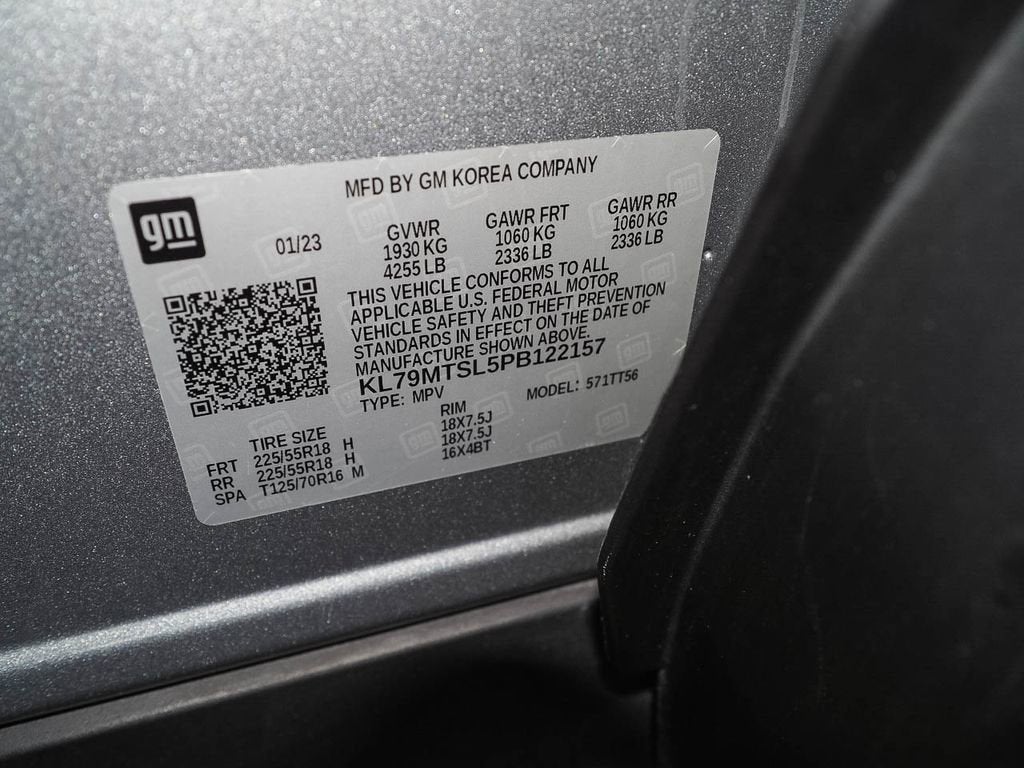 MFD BY GM KOREA COMPANY
gm
01/23
GVWR GAWR FRT GAWR RR
1930 KG 1060 KG 1060 KG
4255 LB 2336 LB 2336 LB
THIS VEHICLE CONFORMS TO ALL
APPLICABLE U.S. FEDERAL MOTOR
VEHICLE SAFETY AND THEFT PREVENTION
STANDARDS IN EFFECT ON THE DATE OF
MANUFACTURE SHOWN ABOVE.
KL79MTSL5PB122157
TYPE: MPV MODEL: 571TT56
TIRE SIZE RIM
FRT 225/55R18 H 18X7.5J
RR 225/55R18 H 18X7.5J
SPA T125/70R16 M 16X4BT